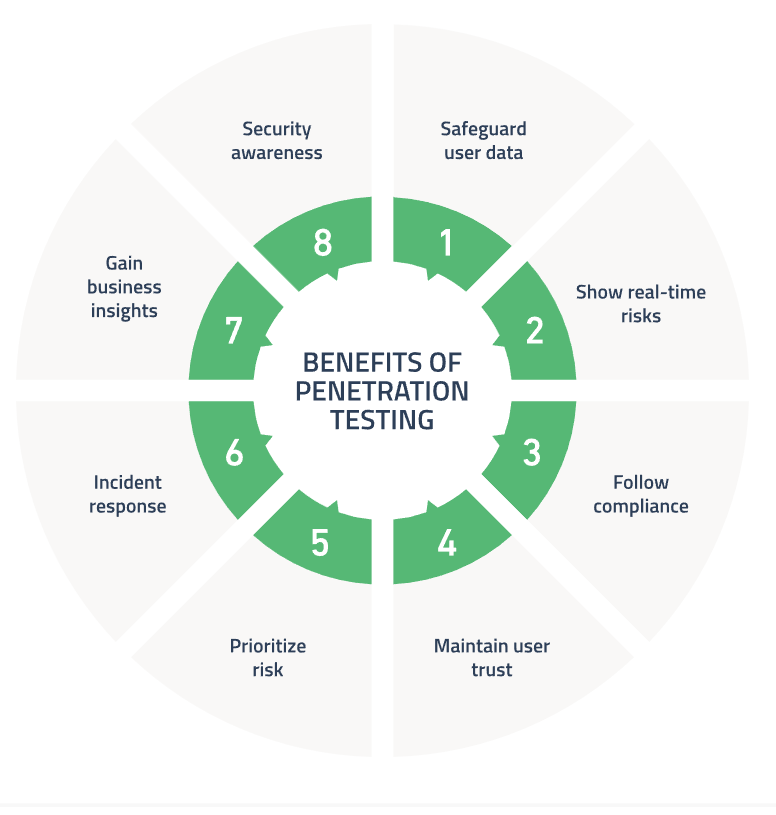 BENEFITS OF
PENETRATION
TESTING
1
Safeguard
user data
2
Show real-time
risks
3
Follow
compliance
4
Maintain user
trust
5
Prioritize
risk
6
Incident
response
7
Gain
business
insights
8
Security
awareness